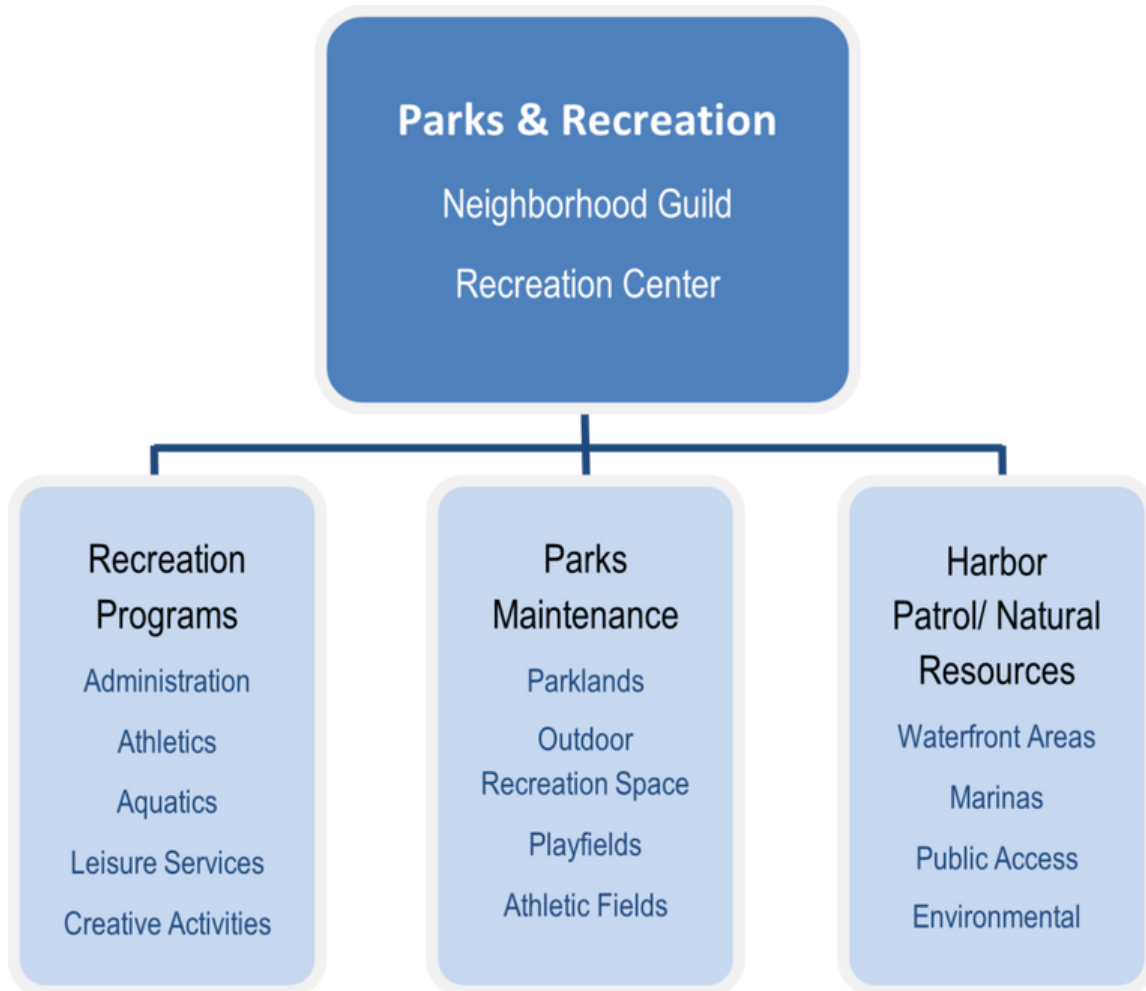 Parks & Recreation
Neighborhood Guild
Recreation Center
Recreation
Programs
Administration
Athletics
Aquatics
Leisure Services
Creative Activities
Parks
Maintenance
Parklands
Outdoor
Recreation Space
Playfields
Athletic Fields
Harbor
Patrol/ Natural
Resources
Waterfront Areas
Marinas
Public Access
Environmental